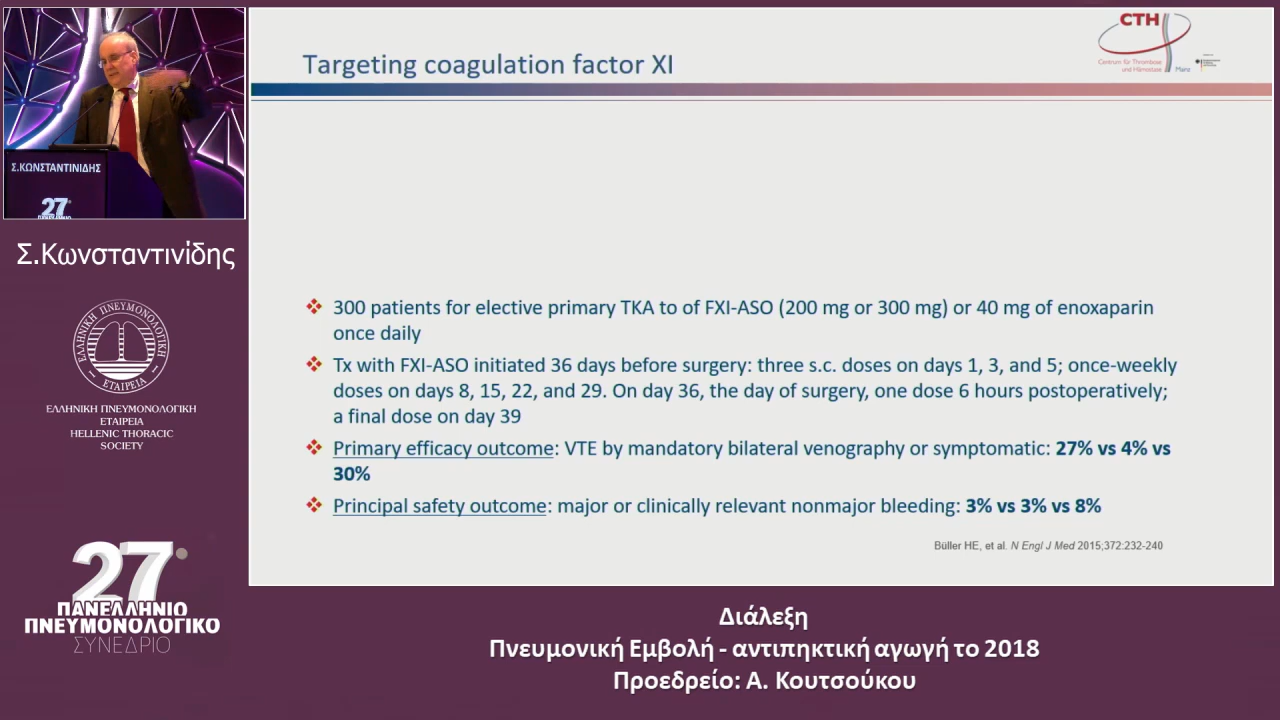 Targeting coagulation factor XI
CTH
Centrum für Thrombose
und Hämostase
Mainz
Σ.ΚΩΝΣΤΑΝΤΙΝΙΔΗΣ
27
Σ.Κωνσταντινίδης
ΕΛΛΗΝΙΚΗ ΠΝΕΥΜΟΝΟΛΟΓΙΚΗ
ΕΤΑΙΡΕΙΑ
ΕΛΛΗΝΙΚΗ ΠΝΕΥΜΟΝΟΛΟΓΙΚΗ
ΕΤΑΙΡΕΙΑ
HELLENIC THORACIC
SOCIETY
300 patients for elective primary TKA to of FXI-ASO (200 mg or 300 mg) or 40 mg of enoxaparin
once daily
Tx with FXI-ASO initiated 36 days before surgery: three s.c. doses on days 1, 3, and 5; once-weekly
doses on days 8, 15, 22, and 29. On day 36, the day of surgery, one dose 6 hours postoperatively;
a final dose on day 39
Primary efficacy outcome: VTE by mandatory bilateral venography or symptomatic: 27% vs 4% vs
30%
Principal safety outcome: major or clinically relevant nonmajor bleeding: 3% vs 3% vs 8%
Büller HE, et al. N Engl J Med 2015;372:232-240
27
ΠΑΝΕΛΛΗΝΙΟ
ΠΝΕΥΜΟΝΟΛΟΓΙΚΟ
ΣΥΝΕΔΡΙΟ
Διάλεξη
Πνευμονική Εμβολή - αντιπηκτική αγωγή το 2018
Προεδρείο: Α. Κουτσούκου